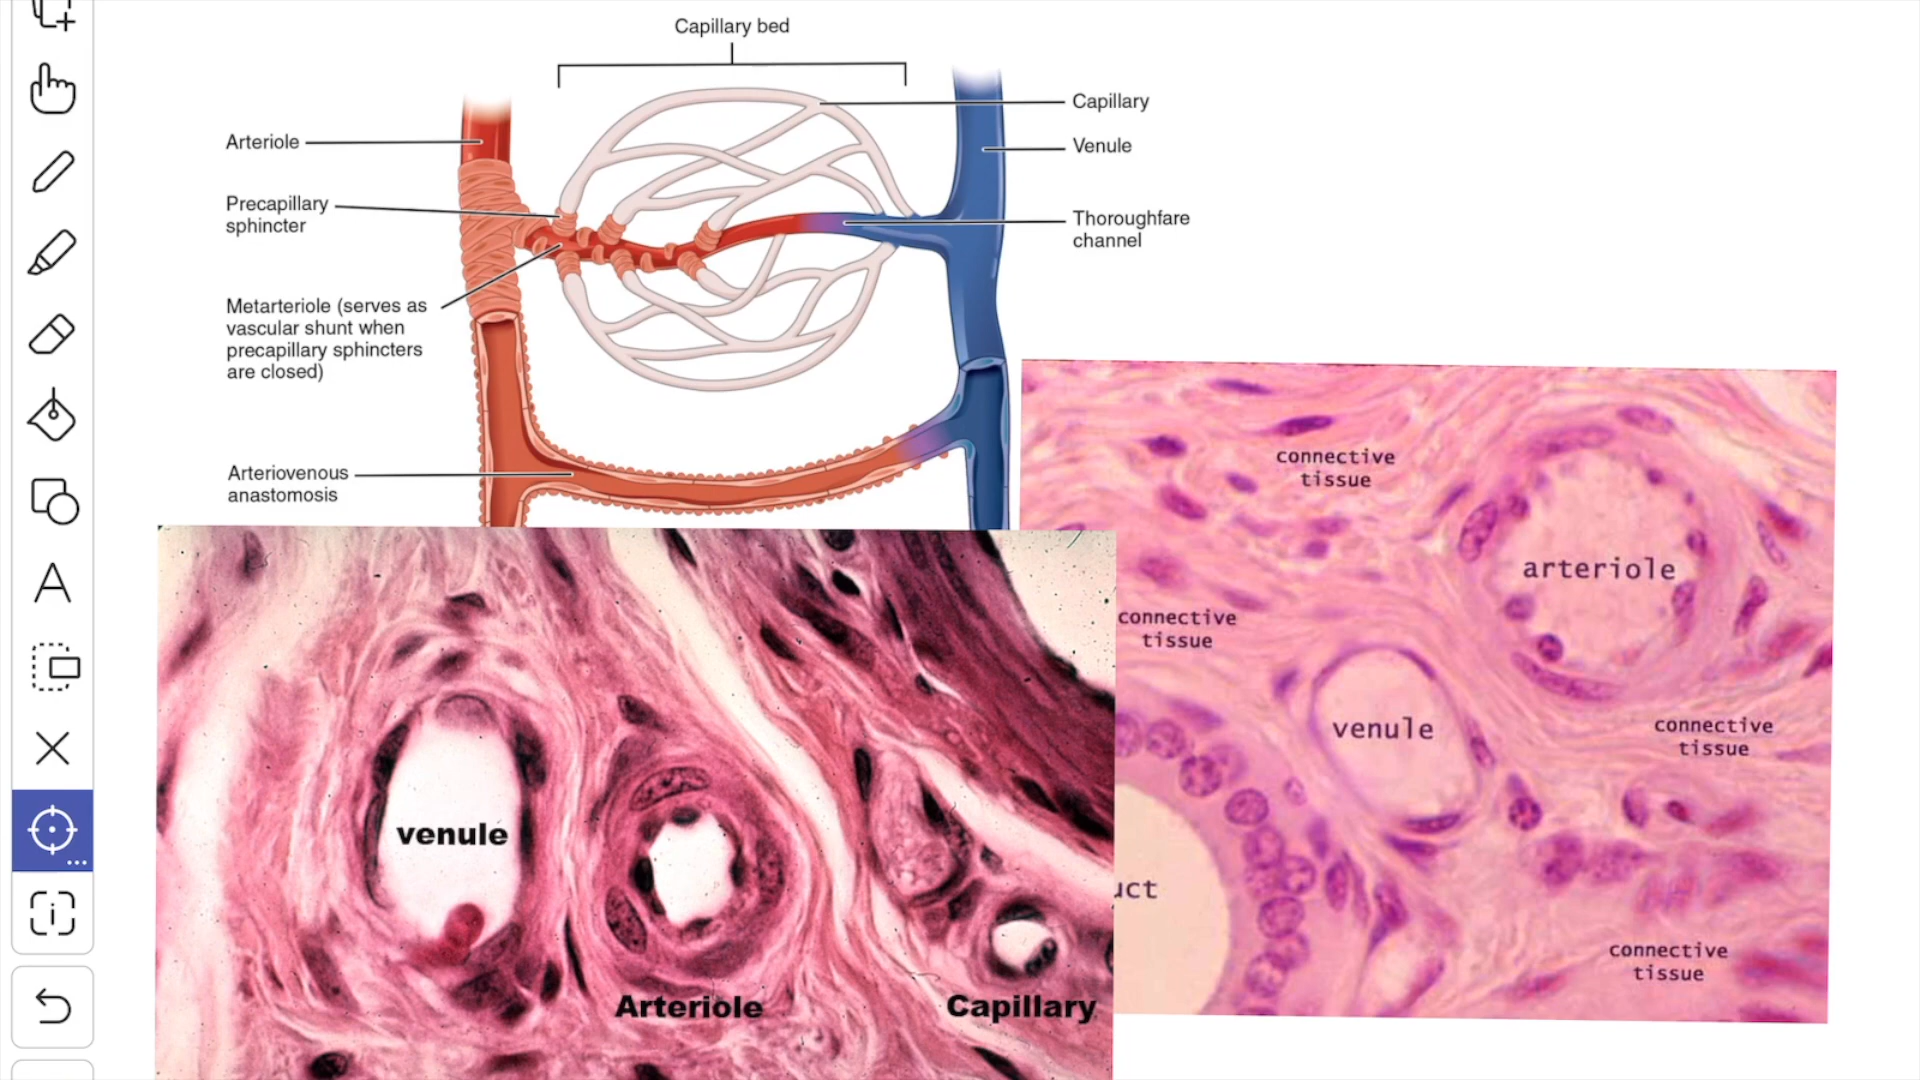 Capillary bed
Capillary
Arteriole
Venule
Precapillary
sphincter
Thoroughfare
channel
Metarteriole (serves as
vascular shunt when
precapillary sphincters
are closed)
Arteriovenous
anastomosis
connective
tissue
arteriole
connective
tissue
venule
connective
tissue
uct
connective
tissue
venule
Arteriole
Capillary